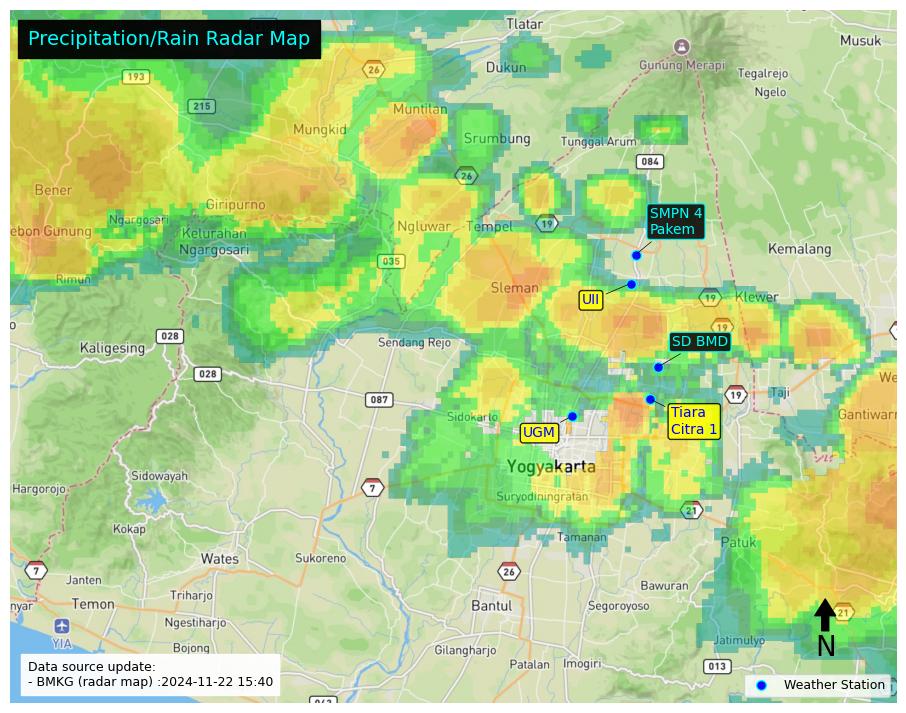 Precipitation/Rain Radar Map
Tlatar
Musuk
26
193
Dukun
Gunung Merapi
Tegalrejo
Ngelo
215
Muntilan
Mungkid
Srumbung
Tunggal Arum
084
26
Bener
Giripurno
SMPN 4
Pakem
Ngargosari
ebon Gunung
Kelurahan
Ngargosari
Ngluwar
Tempel
19
Kemalang
035
Rimun
Sleman
UII
19
Klewer
19
028
Sendang Rejo
SD BMD
Kaligesing
028
We
Taji
19
087
Sidokarto
Tiara
Citra 1
Gantiwarn
UGM
Yogyakarta
Sidowayah
Hargorojo
7
Suryodiningratan
21
Kokap
Tamanan
Patuk
Wates
Sukoreno
7
26
Janten
Bawuran
Triharjo
nyar
Temon
Bantul
Segoroyoso
21
Ngestiharjo
YIA
Jatimulyo
N
Bojong
Gilangharjo
Patalan
Imogiri
013
Data source update:
- BMKG (radar map) :2024-11-22 15:40
Weather Station